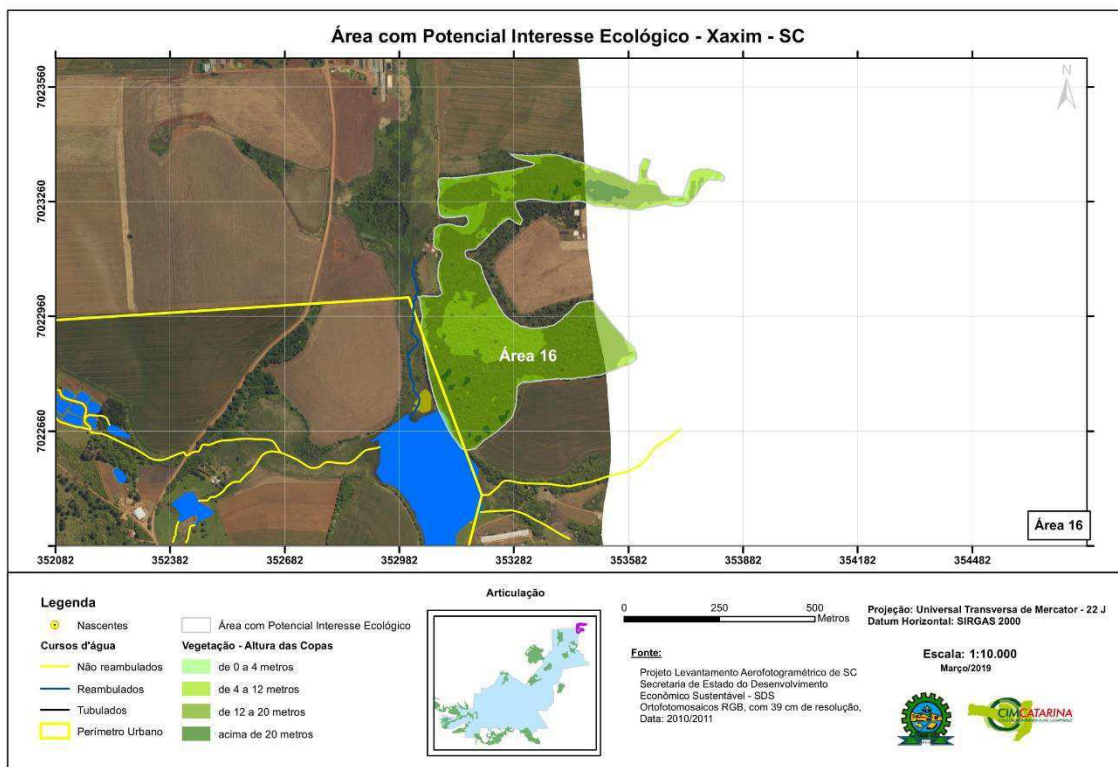 Área com Potencial Interesse Ecológico - Xaxim - SC
N
7023560
7023260
7022960
7022660
Área 16
Área 16
352082
352382
352682
352982
353282
353582
353882
354182
354482
Legenda
Nascentes
Cursos d'água
Não reambulados
Reambulados
Tubulados
Perímetro Urbano
Área com Potencial Interesse Ecológico
Vegetação - Altura das Copas
de 0 a 4 metros
de 4 a 12 metros
de 12 a 20 metros
acima de 20 metros
Articulação
0 250 500
Metros
Fonte:
Projeto Levantamento Aerofotogramétrico de SC
Secretaria de Estado do Desenvolvimento
Econômico Sustentável - SDS
Ortofotomosaicos RGB, com 39 cm de resolução,
Data: 2010/2011
Projeção: Universal Transversa de Mercator - 22 J
Datum Horizontal: SIRGAS 2000
Escala: 1:10.000
Março/2019
CIMCATARINA